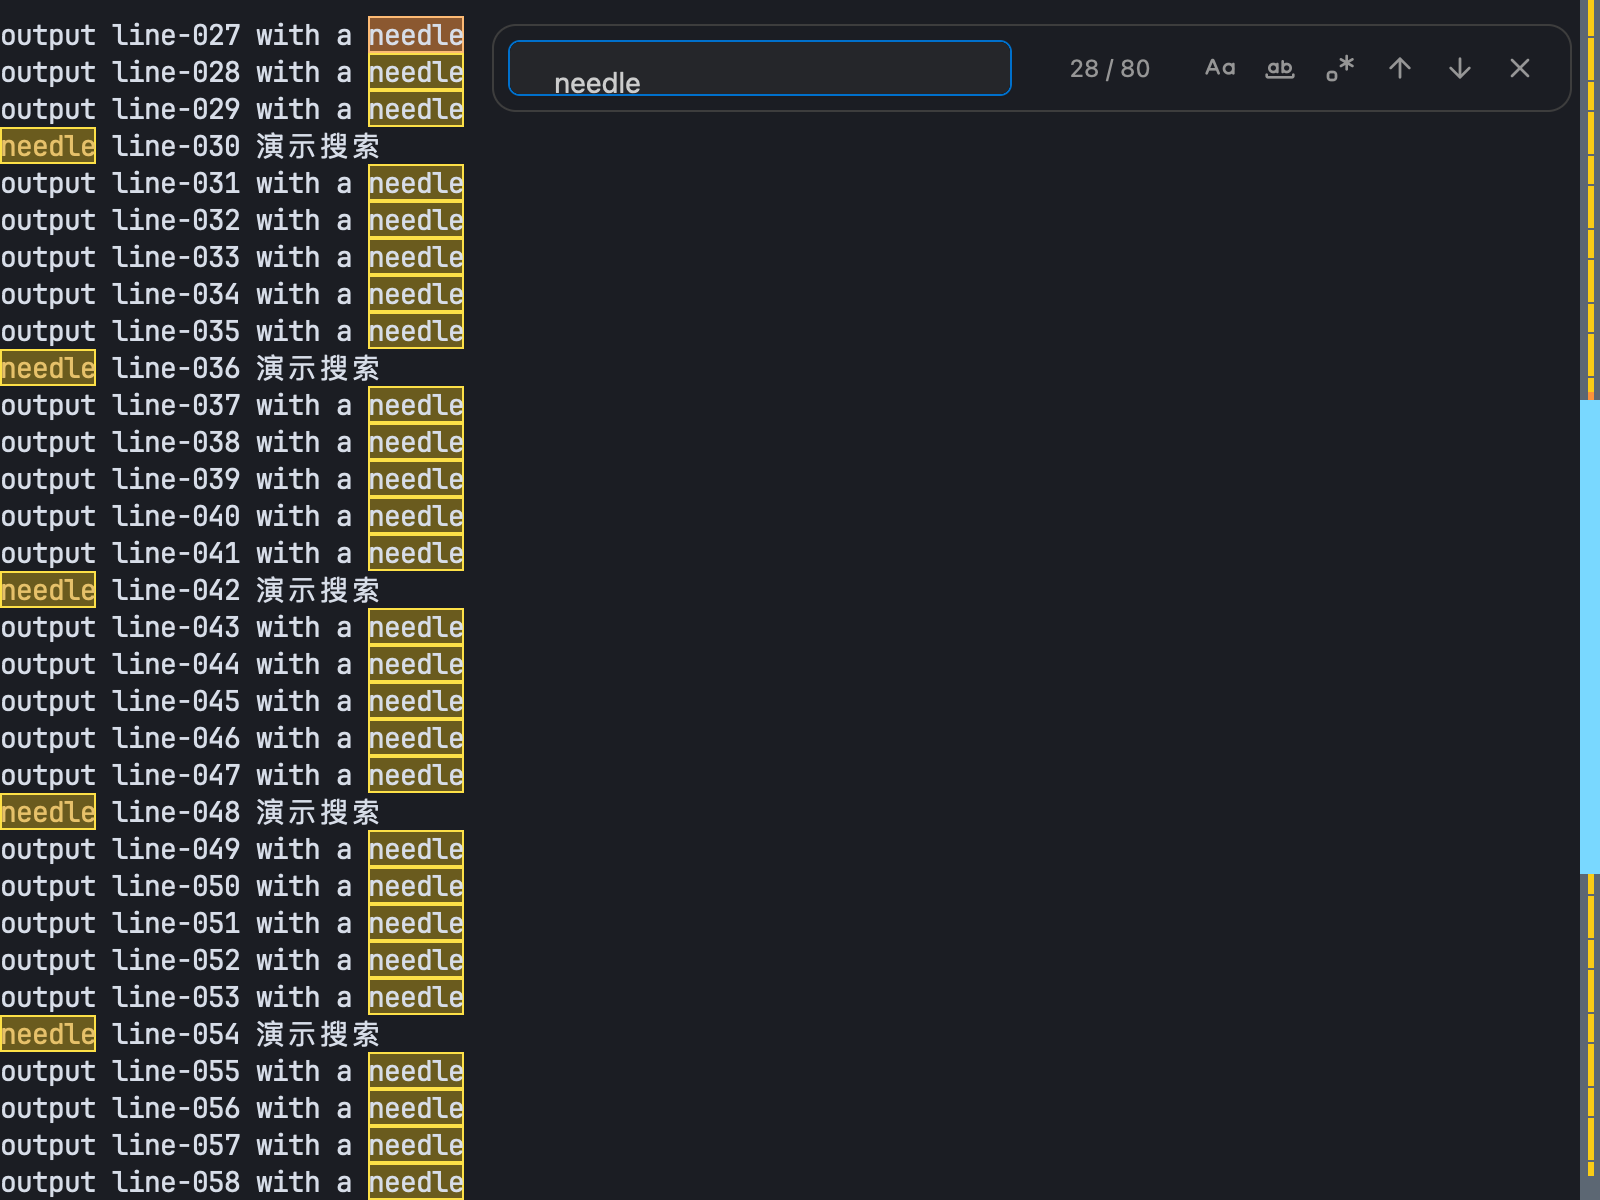 needle
28 / 80
Aa
ab
.*
output line-027 with a needle
output line-028 with a needle
output line-029 with a needle
needle line-030 演示搜索
output line-031 with a needle
output line-032 with a needle
output line-033 with a needle
output line-034 with a needle
output line-035 with a needle
needle line-036 演示搜索
output line-037 with a needle
output line-038 with a needle
output line-039 with a needle
output line-040 with a needle
output line-041 with a needle
needle line-042 演示搜索
output line-043 with a needle
output line-044 with a needle
output line-045 with a needle
output line-046 with a needle
output line-047 with a needle
needle line-048 演示搜索
output line-049 with a needle
output line-050 with a needle
output line-051 with a needle
output line-052 with a needle
output line-053 with a needle
needle line-054 演示搜索
output line-055 with a needle
output line-056 with a needle
output line-057 with a needle
output line-058 with a needle